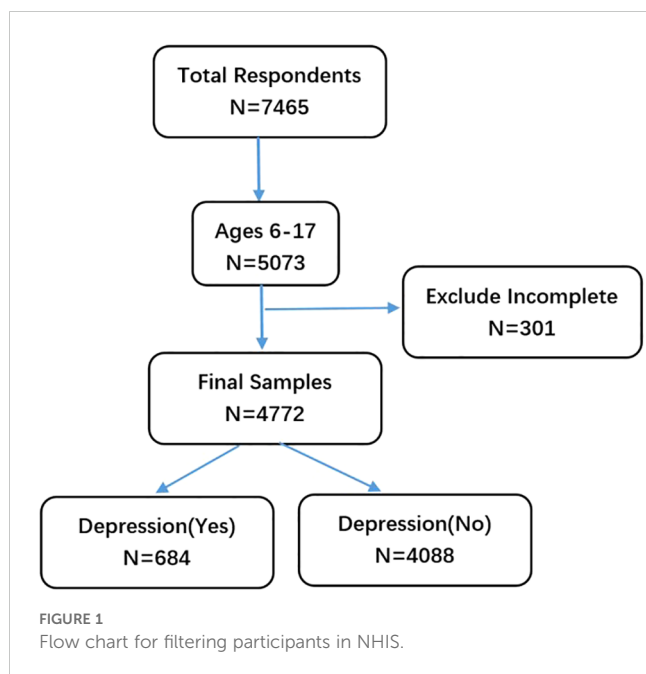 Total Respondents
N=7465
Ages 6-17
N=5073
Exclude Incomplete
N=301
Final Samples
N=4772
Depression(Yes)
N=684
Depression(No)
N=4088
FIGURE 1
Flow chart for filtering participants in NHIS.